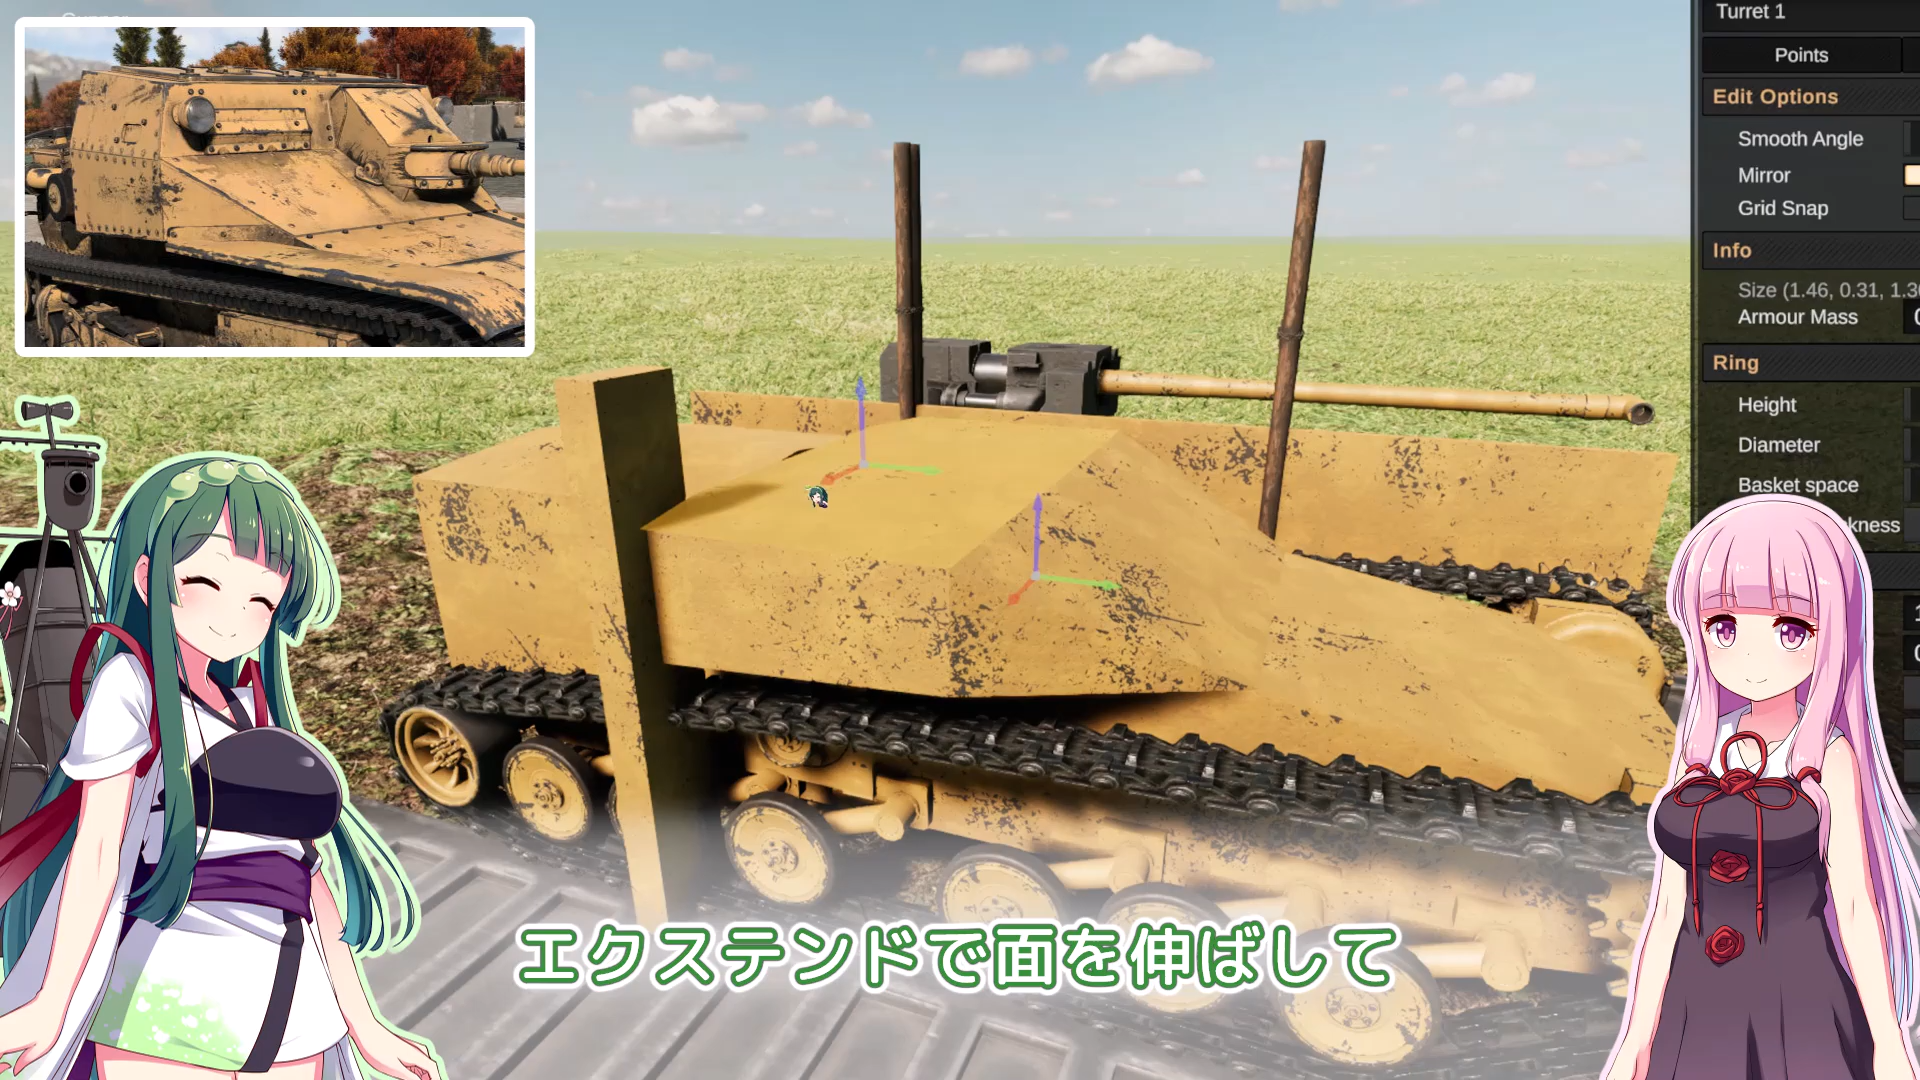 Turret 1
Points
Edit Options
Smooth Angle
Mirror
Grid Snap
Info
Size (1.46, 0.31, 1.3
Armour Mass
Ring
Height
Diameter
Basket space
エクステンドで面を伸ばして